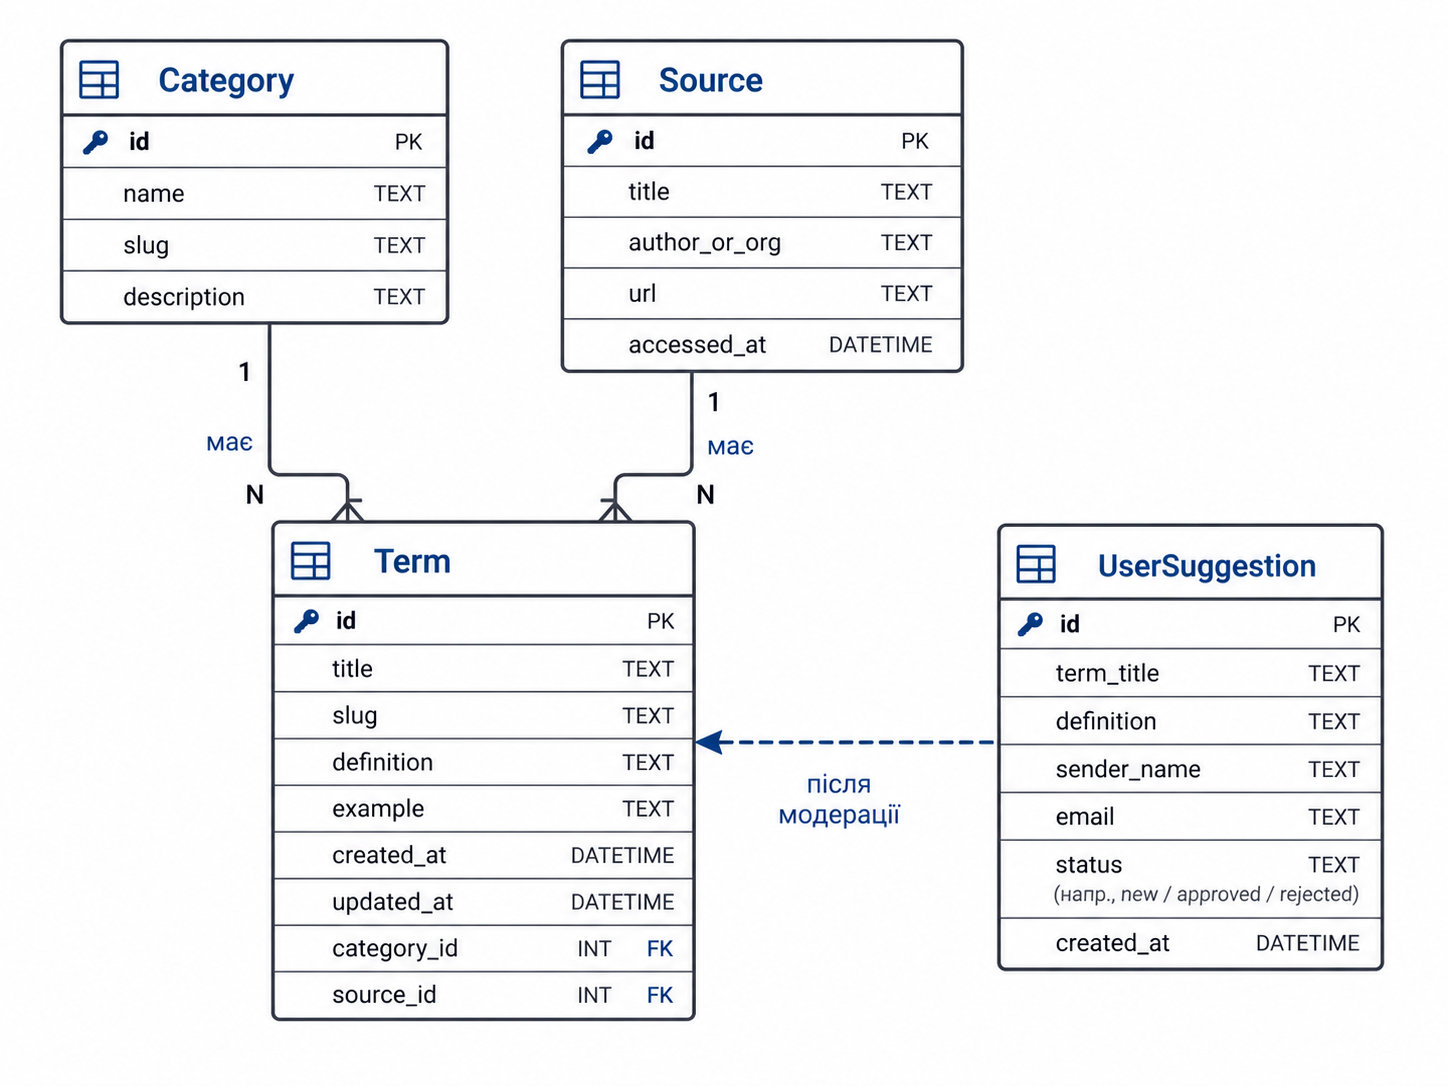 Category
id PK
name TEXT
slug TEXT
description TEXT
Source
id PK
title TEXT
author_or_org TEXT
url TEXT
accessed_at DATETIME
1
має
N
1
має
N
Term
id PK
title TEXT
slug TEXT
definition TEXT
example TEXT
created_at DATETIME
updated_at DATETIME
category_id INT FK
source_id INT FK
після
модерації
UserSuggestion
id PK
term_title TEXT
definition TEXT
sender_name TEXT
email TEXT
status TEXT
(напр., new / approved / rejected)
created_at DATETIME